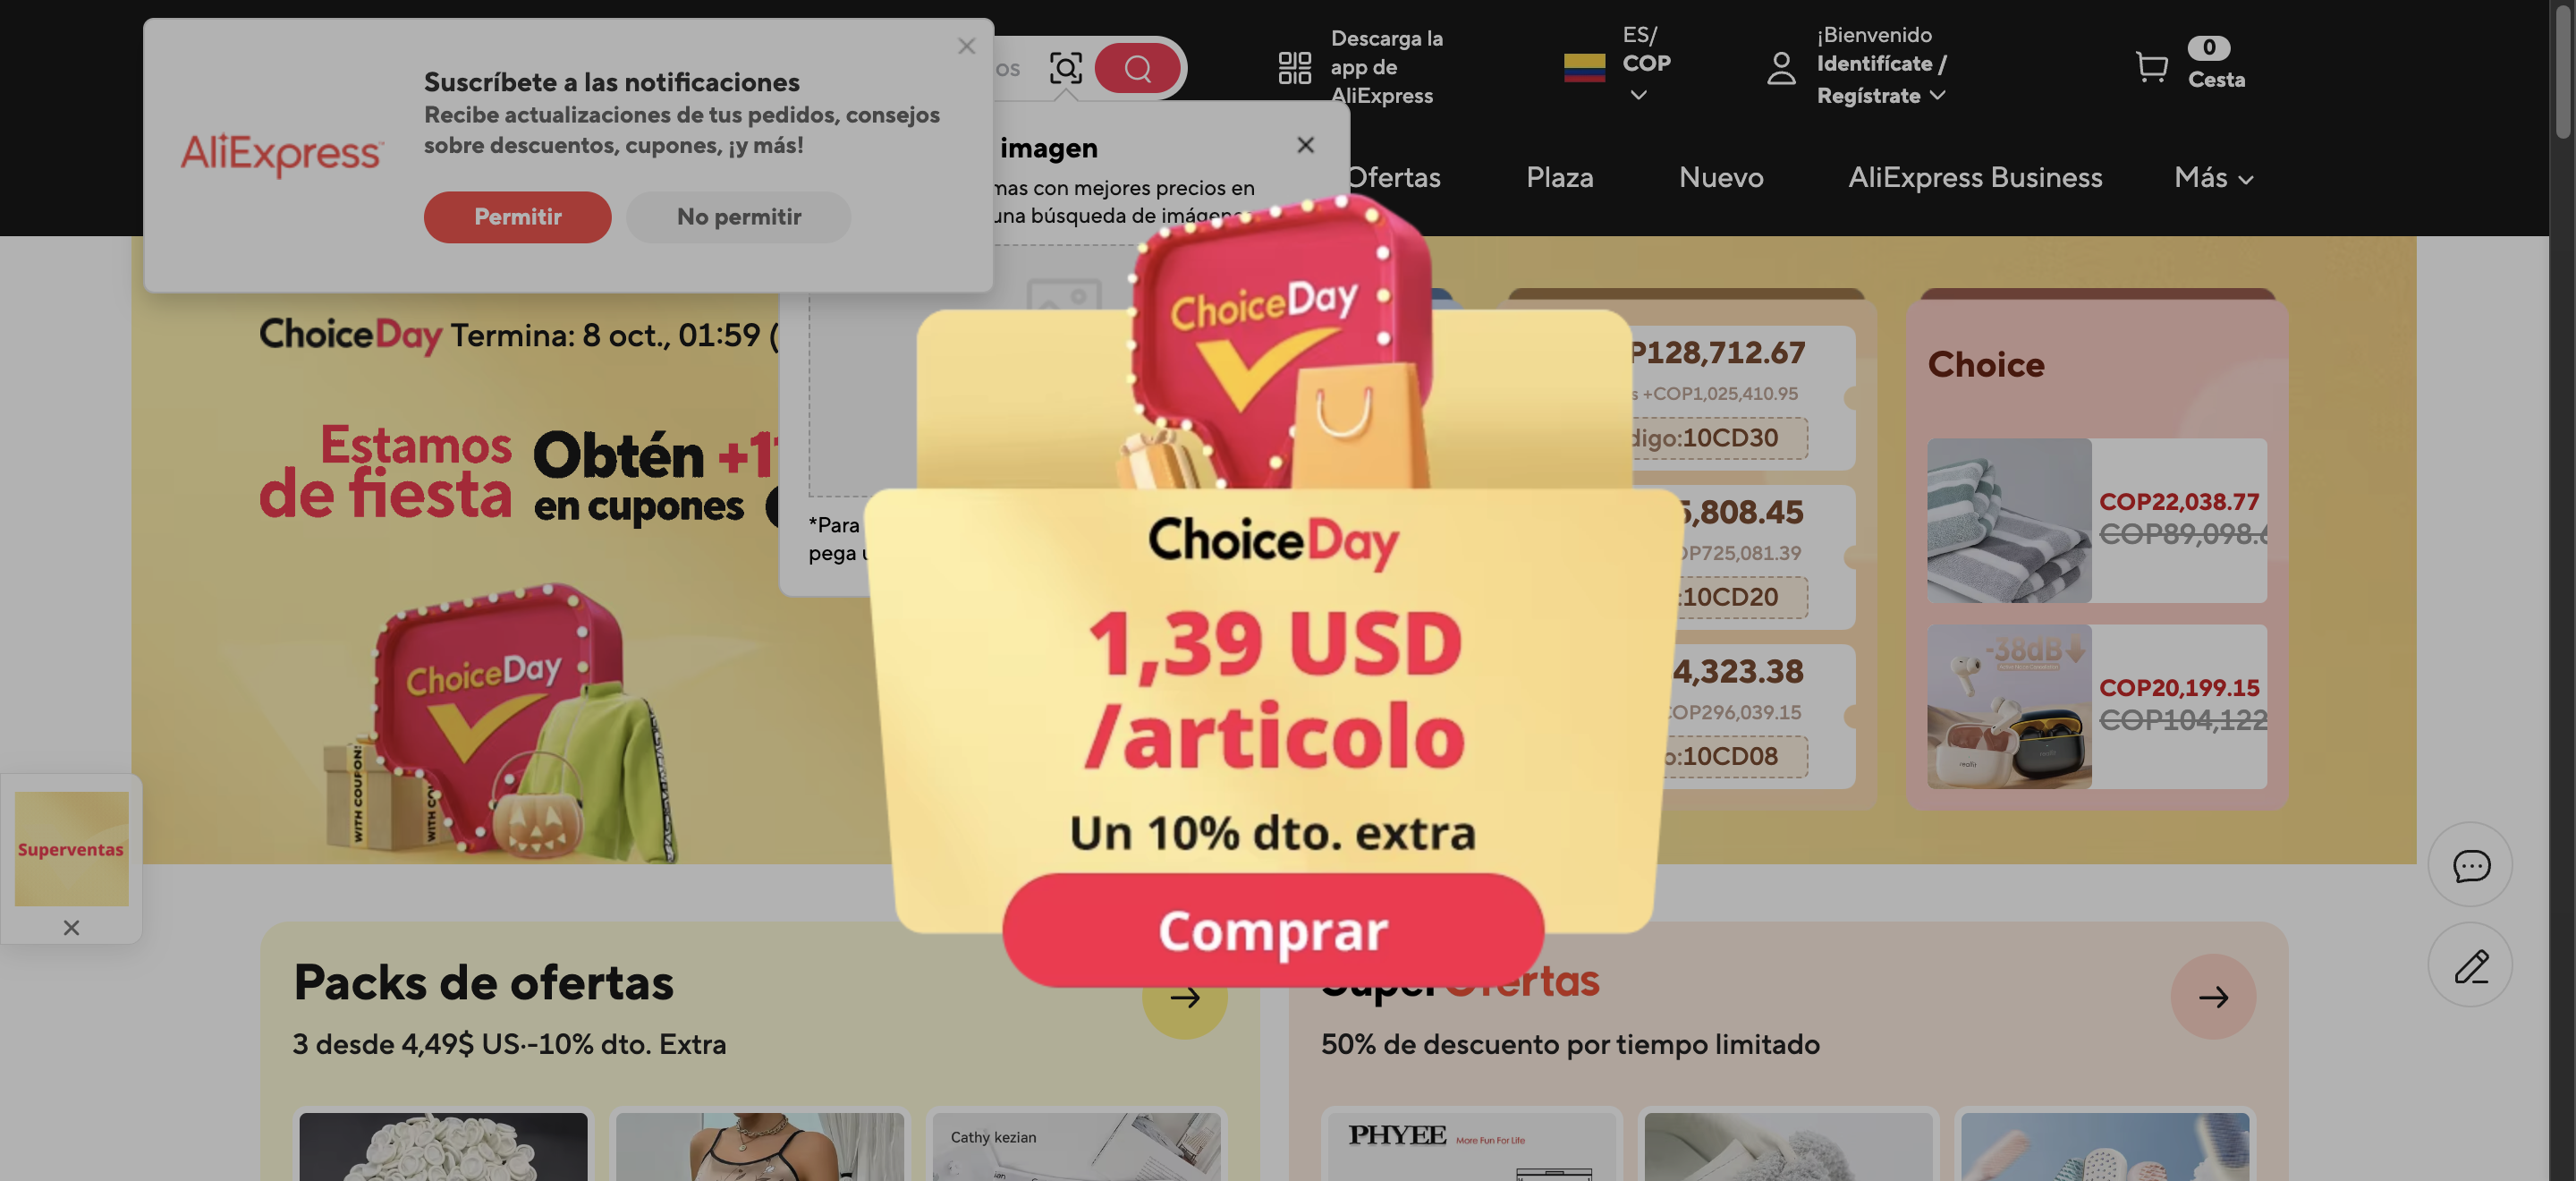 Suscríbete a las notificaciones
Recibe actualizaciones de tus pedidos, consejos
sobre descuentos, cupones, ¡y más!
AliExpress
Permitir
No permitir
os
Descarga la
app de
AliExpress
ES/
COP
¡Bienvenido
Identifícate /
Regístrate
0
Cesta
imagen
mas con mejores precios en
una búsqueda de imágenes
Ofertas
Plaza
Nuevo
AliExpress Business
Más
ChoiceDay Termina: 8 oct., 01:59 (
Estamos
de fiesta
Obtén +1
en cupones
*Para
pega
ChoiceDay
WITH COUPON!
ChoiceDay
ChoiceDay
1,39 USD
/articolo
Un 10% dto. extra
Comprar
P128,712.67
s +COP1,025,410.95
digo:10CD30
5,808.45
OP725,081.39
:10CD20
4,323.38
COP296,039.15
o:10CD08
Choice
COP22,038.77
COP89,098.6
-38dB
realfit
COP20,199.15
COP104,122
Superventas
Packs de ofertas
3 desde 4,49$ US·-10% dto. Extra
SuperOfertas
50% de descuento por tiempo limitado
Cathy kezian
PHYEE More Fun For Life